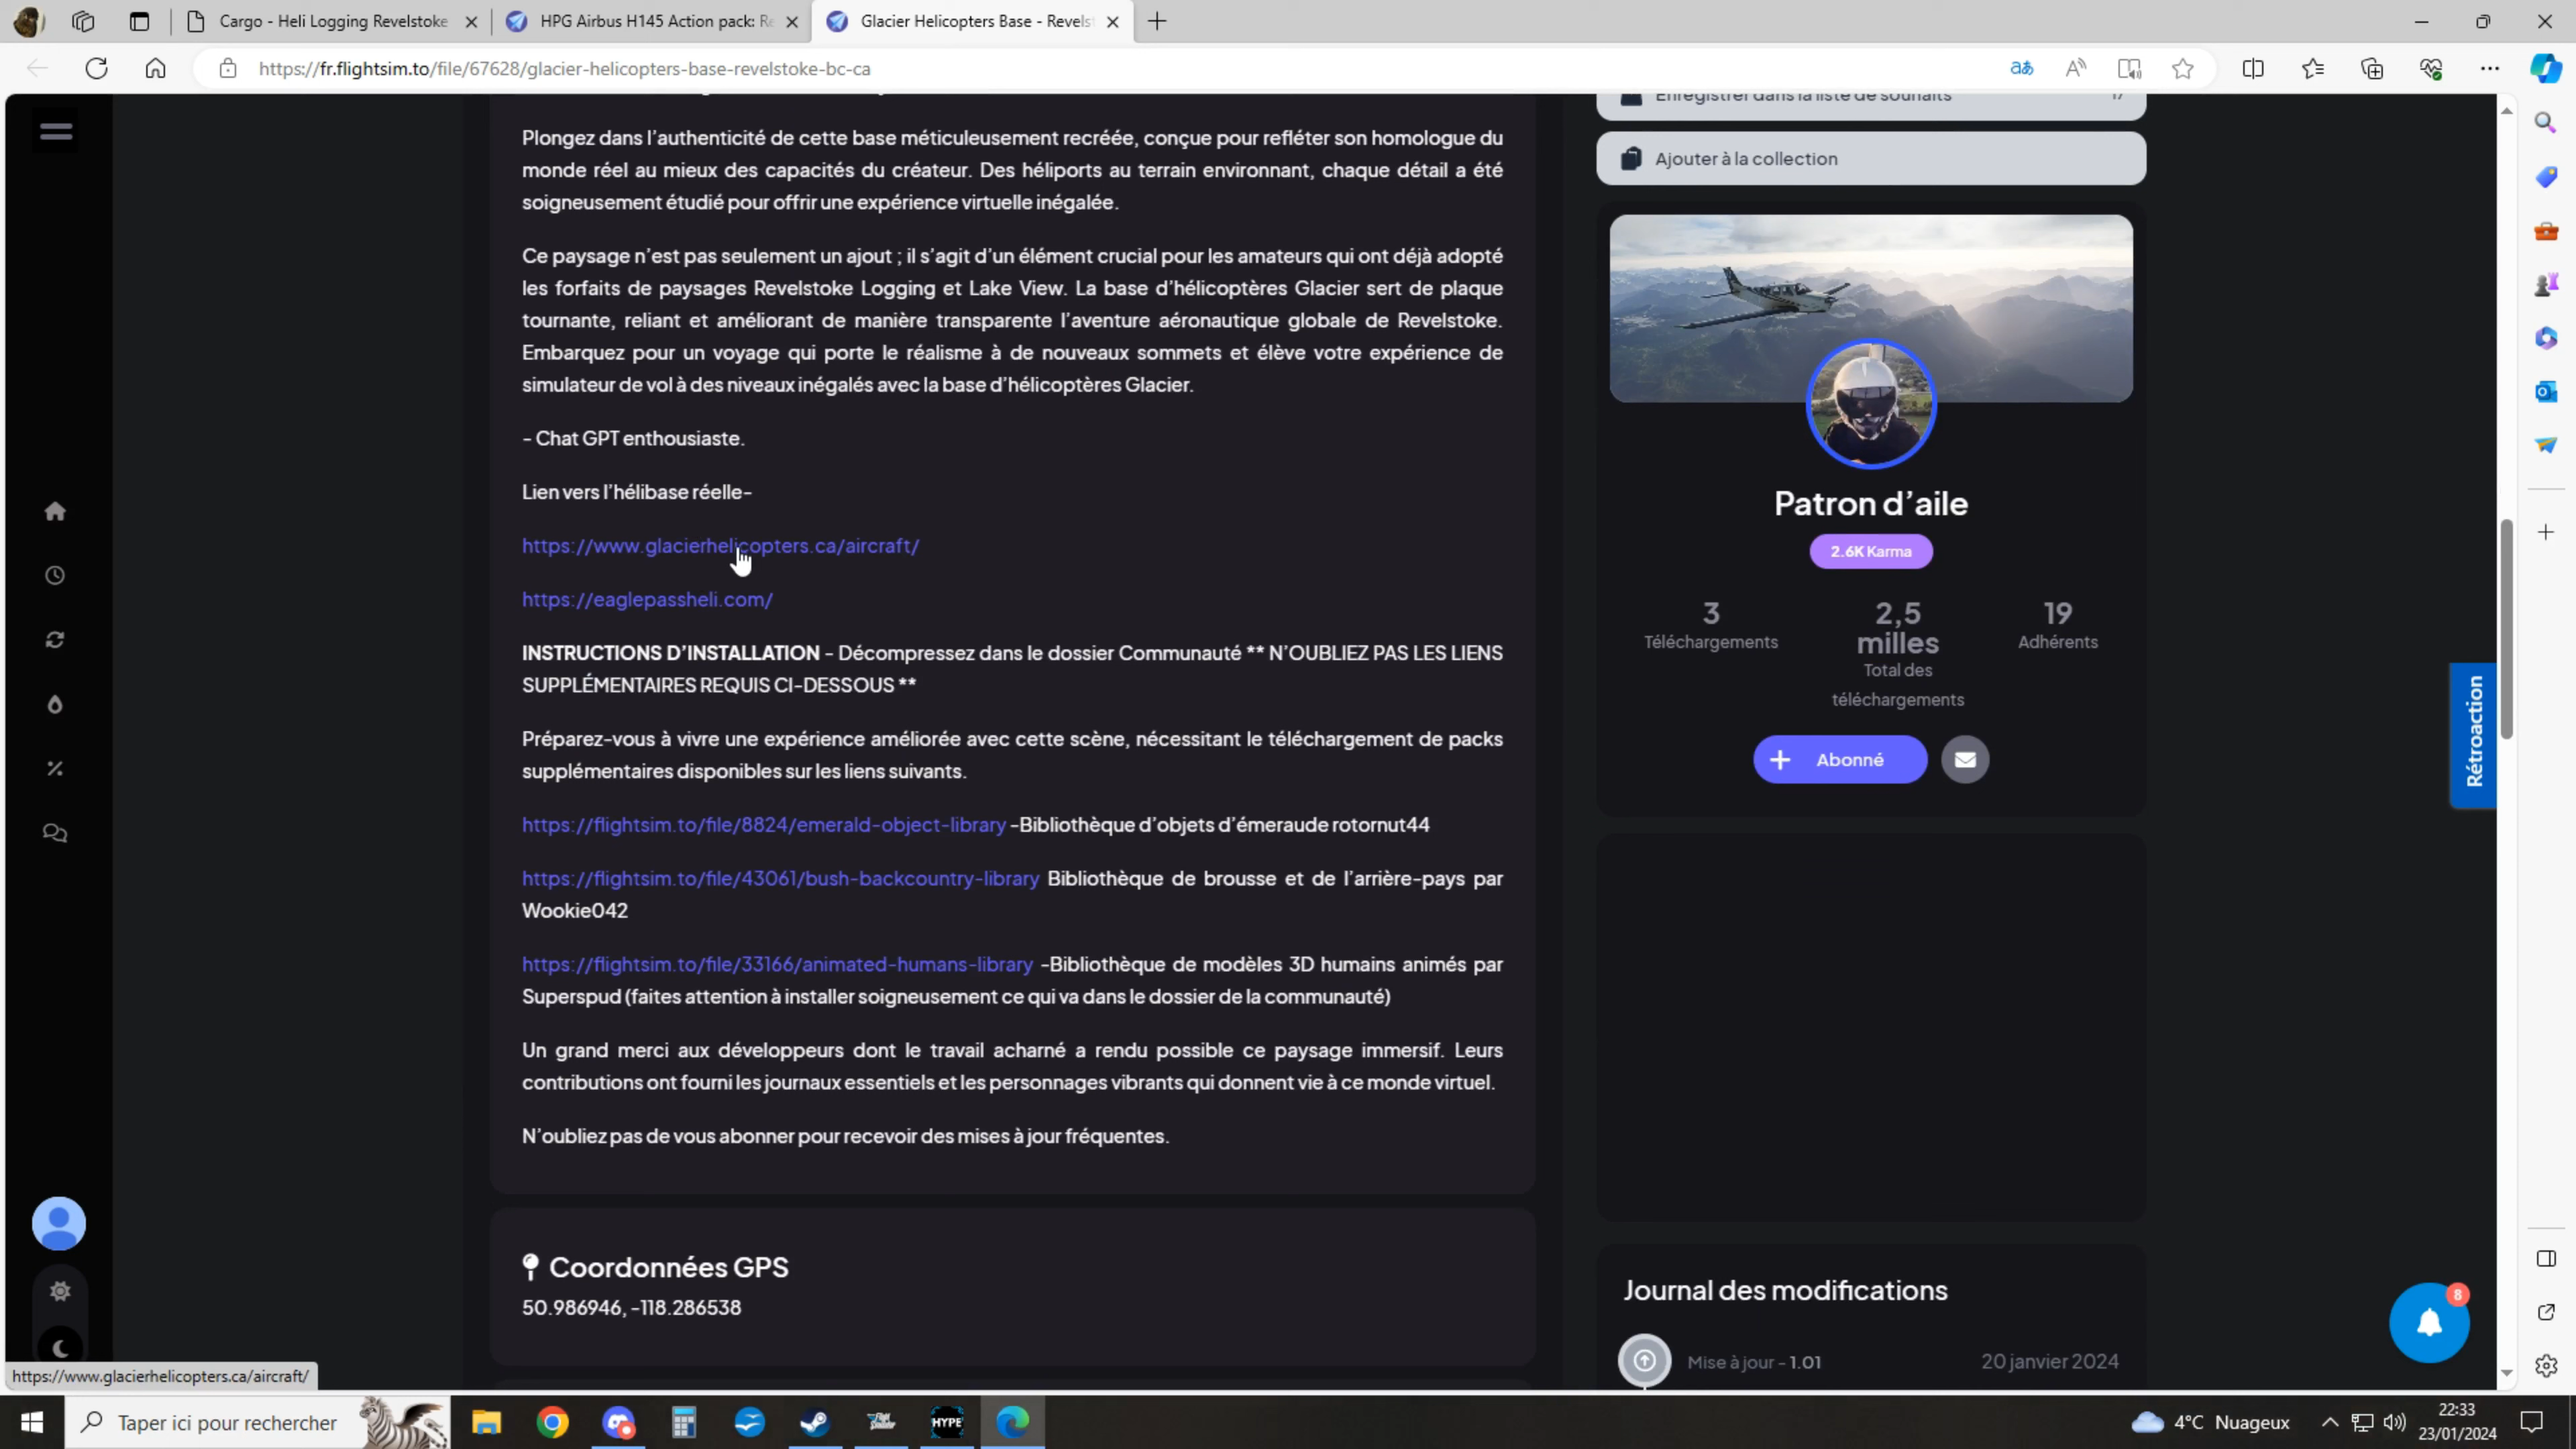 Cargo - Heli Logging Revelstoke
HPG Airbus H145 Action pack: Re
Glacier Helicopters Base - Revels
https://fr.flightsim.to/file/67628/glacier-helicopters-base-revelstoke-bc-ca
Plongez dans l'authenticité de cette base méticuleusement recréée, conçue pour refléter son homologue du
monde réel au mieux des capacités du créateur. Des héliports au terrain environnant, chaque détail a été
soigneusement étudié pour offrir une expérience virtuelle inégalée.
Ce paysage n'est pas seulement un ajout ; il s'agit d'un élément crucial pour les amateurs qui ont déjà adopté
les forfaits de paysages Revelstoke Logging et Lake View. La base d'hélicoptères Glacier sert de plaque
tournante, reliant et améliorant de manière transparente l'aventure aéronautique globale de Revelstoke.
Embarquez pour un voyage qui porte le réalisme à de nouveaux sommets et élève votre expérience de
simulateur de vol à des niveaux inégalés avec la base d'hélicoptères Glacier.
- Chat GPT enthousiaste.
Lien vers l'hélibase réelle-
https://www.glacierhelicopters.ca/aircraft/
https://eaglepassheli.com/
INSTRUCTIONS D'INSTALLATION - Décompressez dans le dossier Communauté ** N'OUBLIEZ PAS LES LIENS
SUPPLÉMENTAIRES REQUIS CI-DESSOUS **
Préparez-vous à vivre une expérience améliorée avec cette scène, nécessitant le téléchargement de packs
supplémentaires disponibles sur les liens suivants.
https://flightsim.to/file/8824/emerald-object-library -Bibliothèque d'objets d'émeraude rotornut44
https://flightsim.to/file/43061/bush-backcountry-library Bibliothèque de brousse et de l'arrière-pays par
Wookie042
https://flightsim.to/file/33166/animated-humans-library -Bibliothèque de modèles 3D humains animés par
Superspud (faites attention à installer soigneusement ce qui va dans le dossier de la communauté)
Un grand merci aux développeurs dont le travail acharné a rendu possible ce paysage immersif. Leurs
contributions ont fourni les journaux essentiels et les personnages vibrants qui donnent vie à ce monde virtuel.
N'oubliez pas de vous abonner pour recevoir des mises à jour fréquentes.
Coordonnées GPS
50.986946, -118.286538
Enregistrer dans la liste de souhaits 17
Ajouter à la collection
Patron d'aile
2.6K Karma
3
Téléchargements
2,5
milles
Total des
téléchargements
19
Adhérents
Abonné
Rétroaction
Journal des modifications
Mise à jour - 1.01 20 janvier 2024
8
https://www.glacierhelicopters.ca/aircraft/
Taper ici pour rechercher
HYPE
4°C Nuageux
22:33
23/01/2024